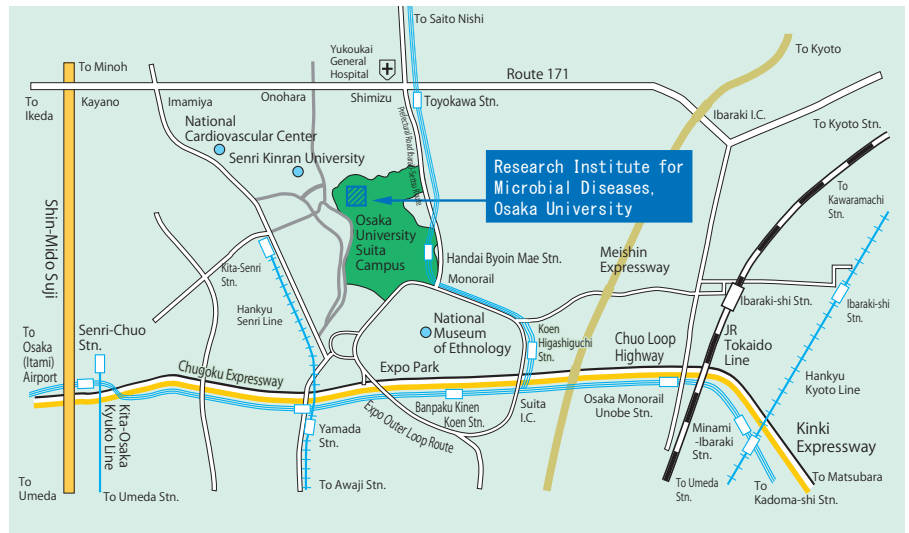 To Saito Nishi
To Minoh
Yukoukai
General
Hospital
To Kyoto
Route 171
To
Ikeda
Kayano
Imamiya
Onohara
Shimizu
Toyokawa Stn.
Ibaraki I.C.
To Kyoto Stn.
National
Cardiovascular Center
Senri Kinran University
Prefectural Road Ibaraki-Settsu Route
Research Institute for
Microbial Diseases,
Osaka University
To
Kawaramachi
Stn.
Shin-Mido Suji
Osaka
University
Suita
Campus
Handai Byoin Mae Stn.
Monorail
Meishin
Expressway
Kita-Senri
Stn.
Hankyu
Senri Line
Ibaraki-shi Stn.
Ibaraki-shi
Stn.
To
Osaka
(Itami)
Airport
Senri-Chuo
Stn.
National
Museum
of Ethnology
Koen
Higashiguchi
Stn.
Chuo Loop
Highway
JR
Tokaido
Line
Chugoku Expressway
Expo Park
Hankyu
Kyoto Line
Kita-Osaka
Kyuko Line
Yamada
Stn.
Expo Outer Loop Route
Banpaku Kinen
Koen Stn.
Suita
I.C.
Osaka Monorail
Unobe Stn.
Minami
-Ibaraki
Stn.
Kinki
Expressway
To
Umeda
To Umeda Stn.
To Awaji Stn.
To Umeda
Stn.
To
Kadoma-shi Stn.
To Matsubara